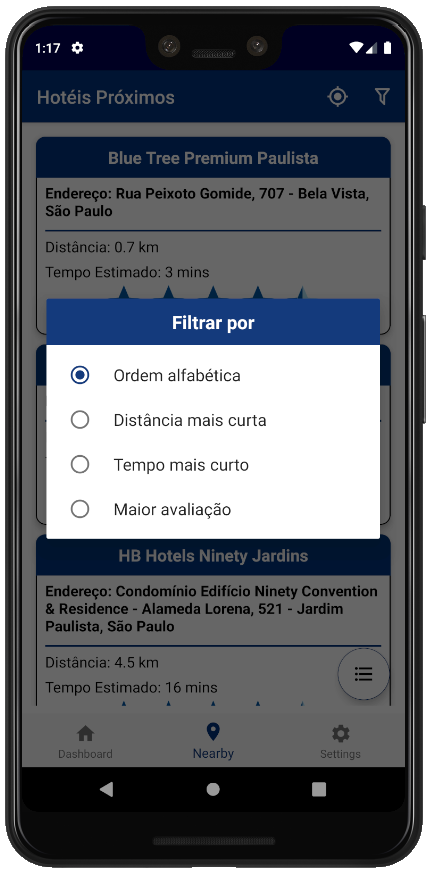 1:17
Hotéis Próximos
Blue Tree Premium Paulista
Endereço: Rua Peixoto Gomide, 707 - Bela Vista,
São Paulo
Distância: 0.7 km
Tempo Estimado: 3 mins
Filtrar por
Ordem alfabética
Distância mais curta
Tempo mais curto
Maior avaliação
HB Hotels Ninety Jardins
Endereço: Condomínio Edifício Ninety Convention
& Residence - Alameda Lorena, 521 - Jardim
Paulista, São Paulo
Distância: 4.5 km
Tempo Estimado: 16 mins
Dashboard
Nearby
Settings